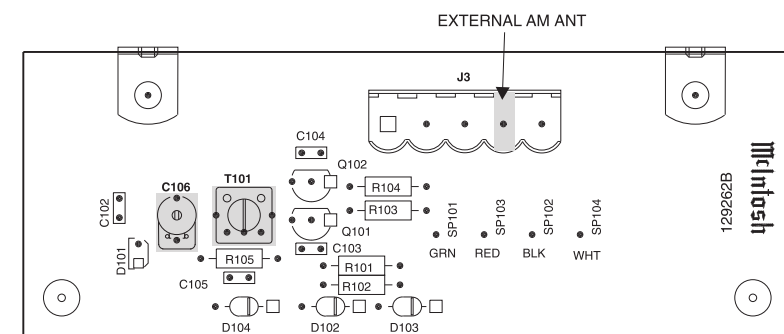 EXTERNAL AM ANT
J3
C104
Q102
C106
T101
R104
R103
C102
SP101
SP103
SP102
SP104
129262B
McIntosh
Q101
GRN
RED
BLK
WHT
D101
R105
C103
R101
C105
R102
D104
D102
D103